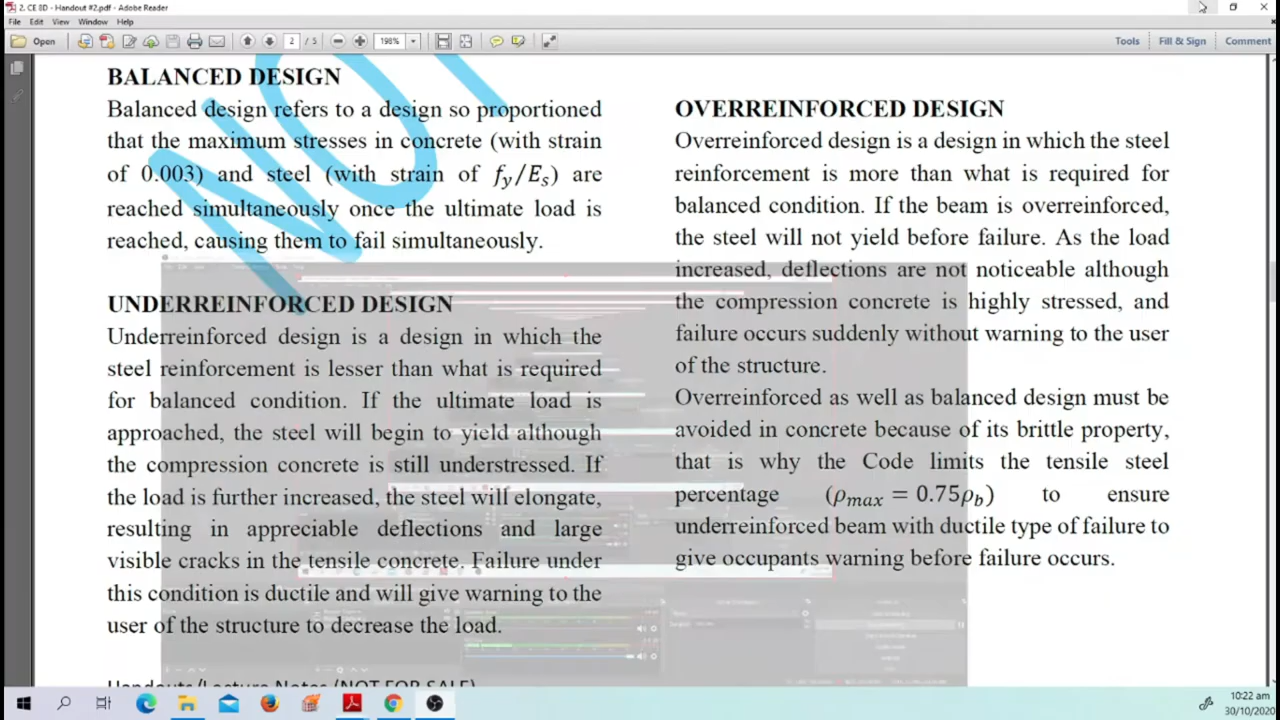 2. CE 8D - Handout #2.pdf - Adobe Reader
File Edit View Window Help
Open 2 / 5 198% Tools Fill & Sign Comment
BALANCED DESIGN
Balanced design refers to a design so proportioned
that the maximum stresses in concrete (with strain
of 0.003) and steel (with strain of fy/Es) are
reached simultaneously once the ultimate load is
reached, causing them to fail simultaneously.
UNDERREINFORCED DESIGN
Underreinforced design is a design in which the
steel reinforcement is lesser than what is required
for balanced condition. If the ultimate load is
approached, the steel will begin to yield although
the compression concrete is still understressed. If
the load is further increased, the steel will elongate,
resulting in appreciable deflections and large
visible cracks in the tensile concrete. Failure under
this condition is ductile and will give warning to the
user of the structure to decrease the load.
Handouts/Lecture Notes (NOT FOR SALE)
OVERREINFORCED DESIGN
Overreinforced design is a design in which the steel
reinforcement is more than what is required for
balanced condition. If the beam is overreinforced,
the steel will not yield before failure. As the load
increased, deflections are not noticeable although
the compression concrete is highly stressed, and
failure occurs suddenly without warning to the user
of the structure.
Overreinforced as well as balanced design must be
avoided in concrete because of its brittle property,
that is why the Code limits the tensile steel
percentage (ρmax = 0.75ρb) to ensure
underreinforced beam with ductile type of failure to
give occupants warning before failure occurs.
NOT
10:22 am
30/10/2020